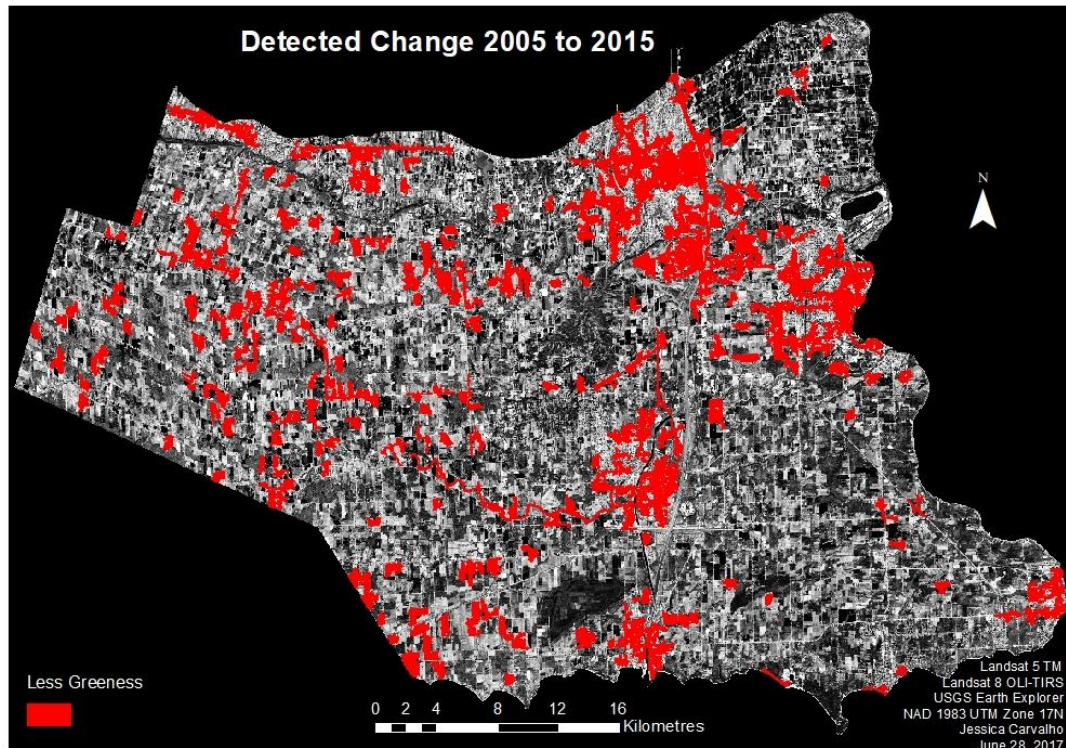 Detected Change 2005 to 2015
N
Less Greeness
0 2 4 8 12 16
Kilometres
Landsat 5 TM
Landsat 8 OLI-TIRS
USGS Earth Explorer
NAD 1983 UTM Zone 17N
Jessica Carvalho
June 28, 2017